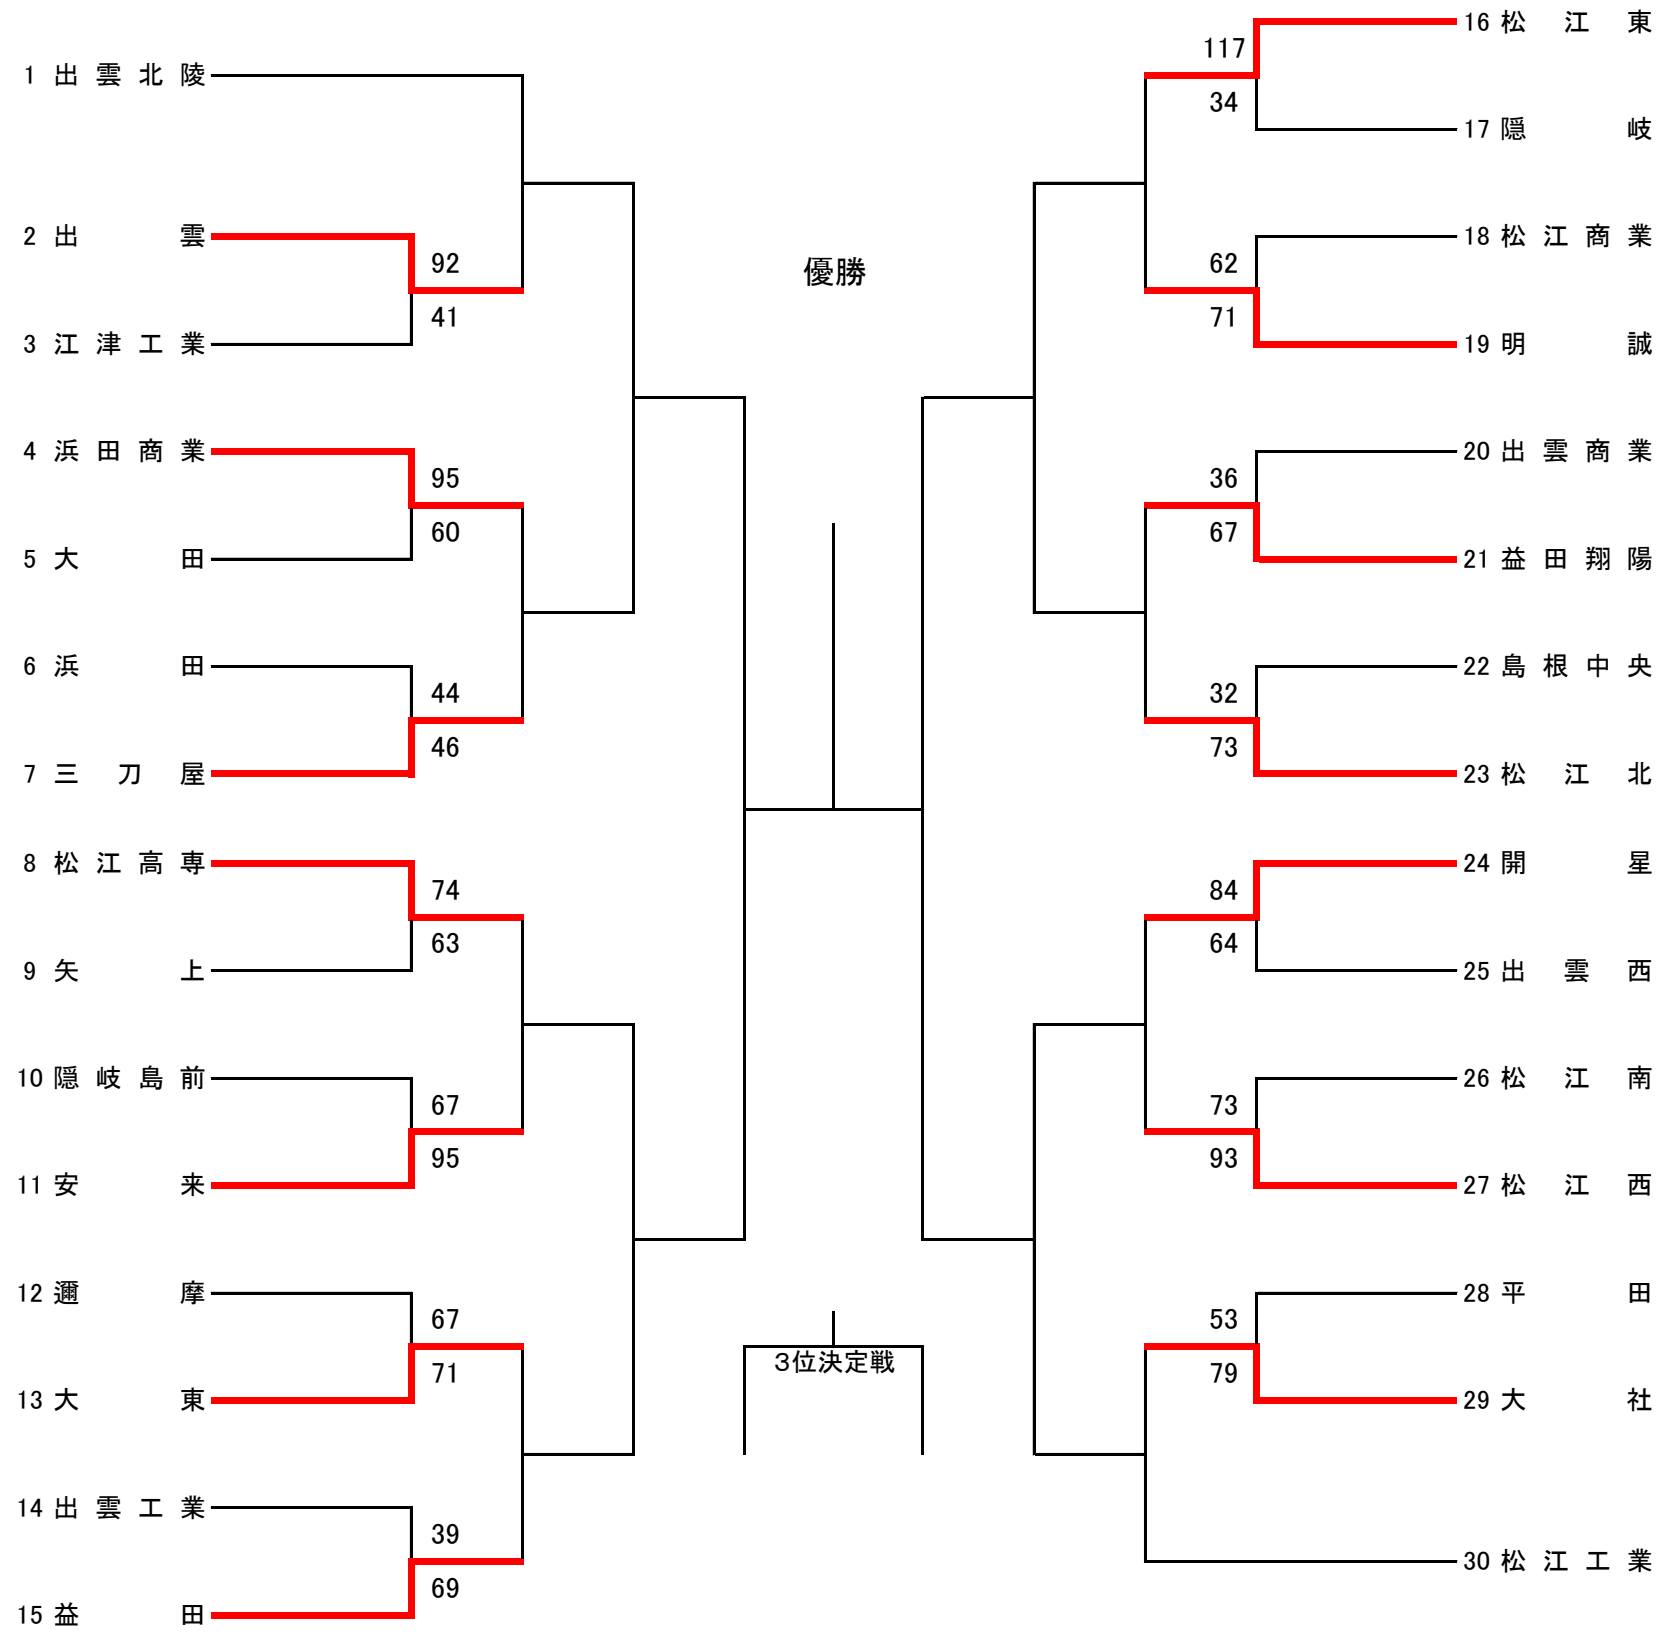 1 出雲北陵
2 出雲
92
41
3 江津工業
4 浜田商業
95
60
5 大田
6 浜田
44
46
7 三刀屋
8 松江高専
74
63
9 矢上
10 隠岐島前
67
95
11 安来
12 邇摩
67
71
13 大東
14 出雲工業
39
69
15 益田
優勝
3位決定戦
16 松江東
117
34
17 隠岐
18 松江商業
62
71
19 明誠
20 出雲商業
36
67
21 益田翔陽
22 島根中央
32
73
23 松江北
24 開星
84
64
25 出雲西
26 松江南
73
93
27 松江西
28 平田
53
79
29 大社
30 松江工業